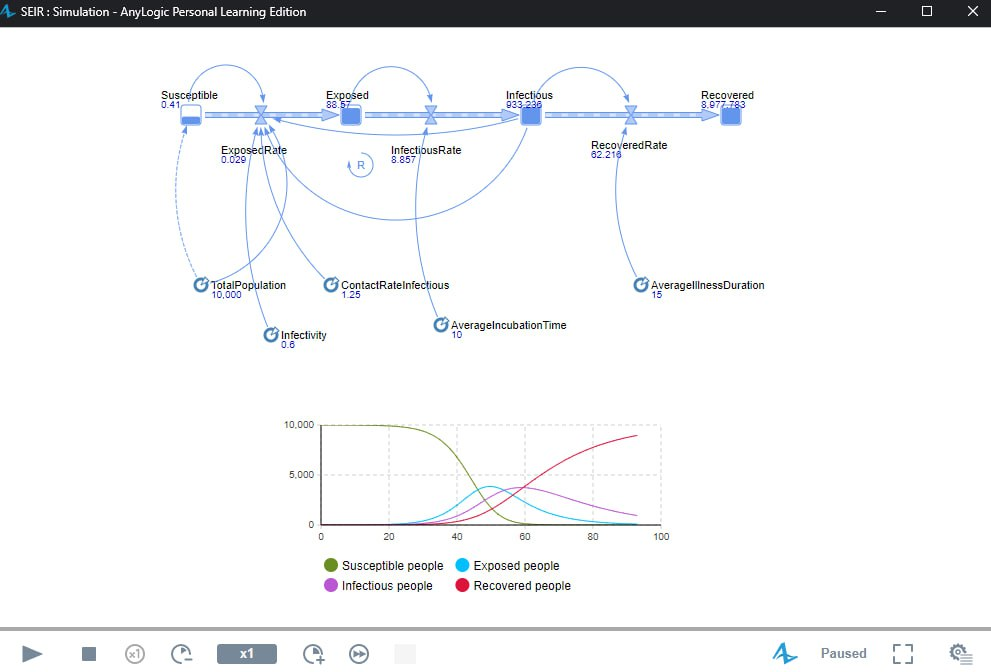 SEIR : Simulation - AnyLogic Personal Learning Edition
Susceptible
0.41
Exposed
88.57
Infectious
933.236
Recovered
8,977.783
ExposedRate
0.029
R
InfectiousRate
8.857
RecoveredRate
62.216
TotalPopulation
10,000
ContactRateInfectious
1.25
AverageIllnessDuration
15
Infectivity
0.6
AverageIncubationTime
10
10,000
5,000
0
0 20 40 60 80 100
Susceptible people Exposed people
Infectious people Recovered people
x1 x1 Paused